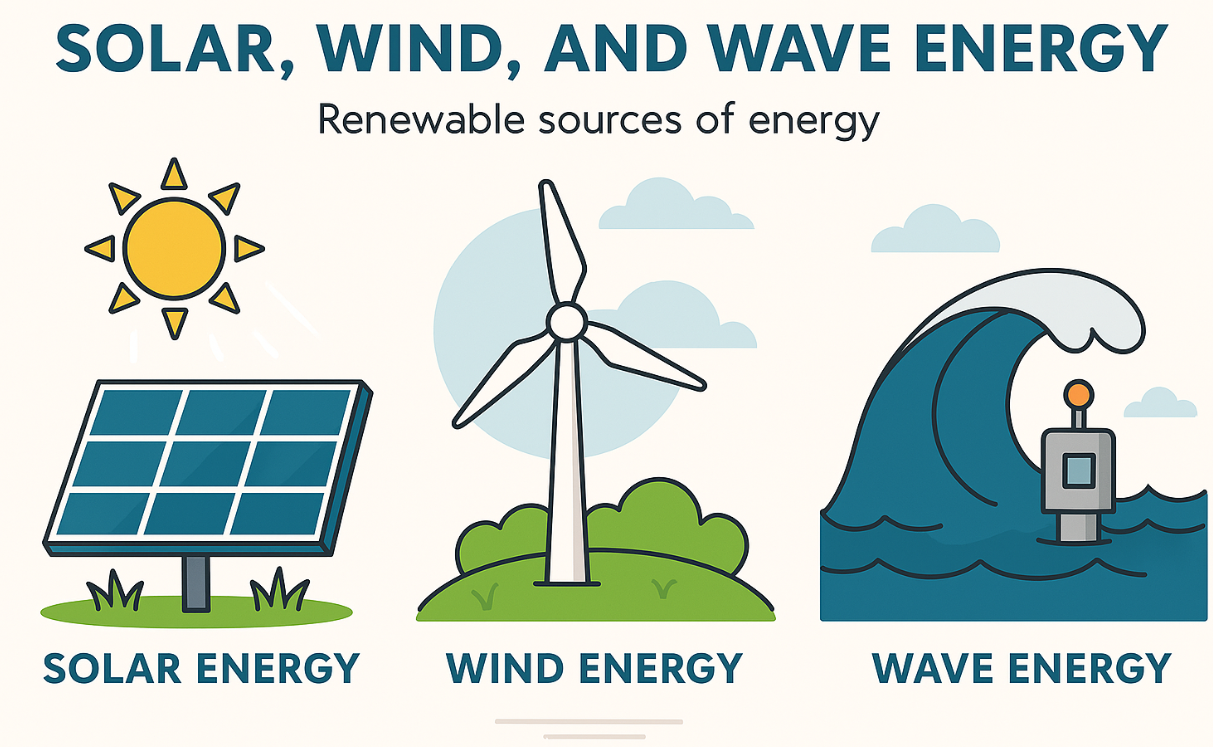 SOLAR, WIND, AND WAVE ENERGY
Renewable sources of energy
SOLAR ENERGY
WIND ENERGY
WAVE ENERGY